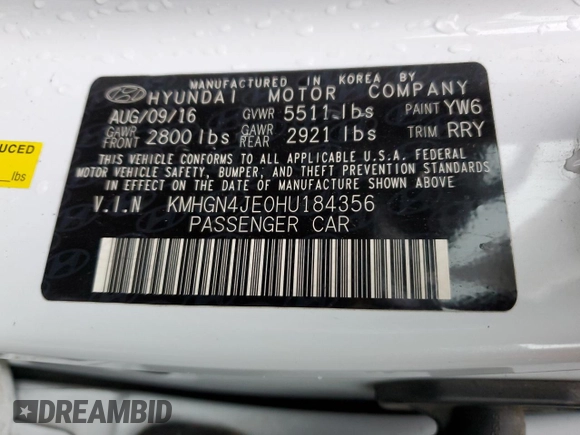 MANUFACTURED IN KOREA BY
HYUNDAI MOTOR COMPANY
AUG/09/16 GVWR 5511 lbs PAINT YW6
GAWR FRONT 2800 lbs GAWR REAR 2921 lbs TRIM RRY
THIS VEHICLE CONFORMS TO ALL APPLICABLE U.S.A. FEDERAL
MOTOR VEHICLE SAFETY, BUMPER, AND THEFT PREVENTION STANDARDS
IN EFFECT ON THE DATE OF MANUFACTURE SHOWN ABOVE.
V.I.N KMHGN4JE0HU184356
PASSENGER CAR
UCED
lbs
DREAMBID